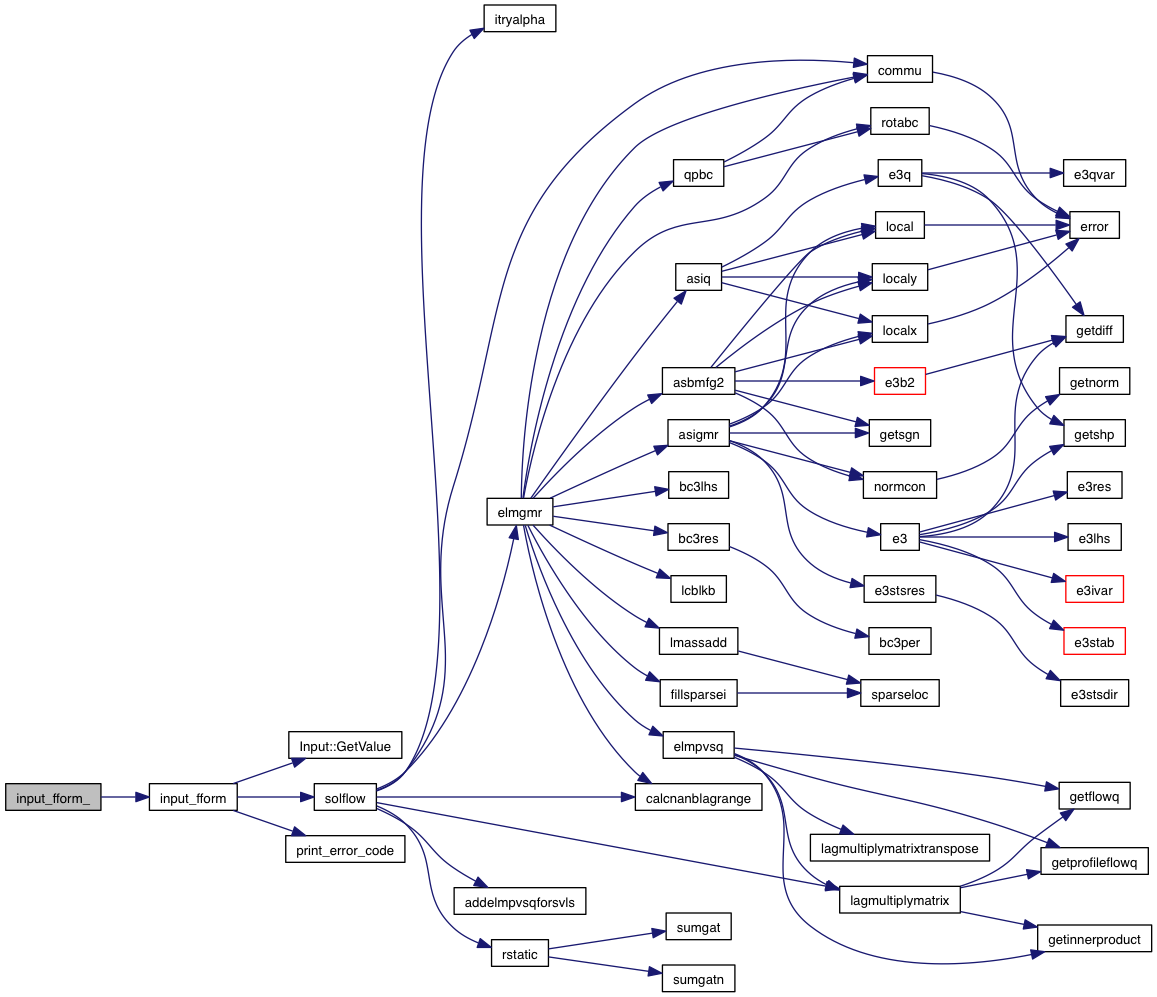 itryalpha
commu
rotabc
qpbc
e3q
e3qvar
local
error
asiq
localy
localx
getdiff
asbmfg2
e3b2
getnorm
asigmr
getsgn
getshp
bc3lhs
normcon
e3res
elmgmr
bc3res
e3
e3lhs
lcblkb
e3stsres
e3ivar
lmassadd
bc3per
e3stab
fillsparsei
sparseloc
e3stsdir
Input::GetValue
elmpvsq
input_fform_
input_fform
solflow
calcnanblagrange
getflowq
print_error_code
lagmultiplymatrixtranspose
getprofileflowq
addelmpvsqforsvls
lagmultiplymatrix
sumgat
getinnerproduct
rstatic
sumgatn